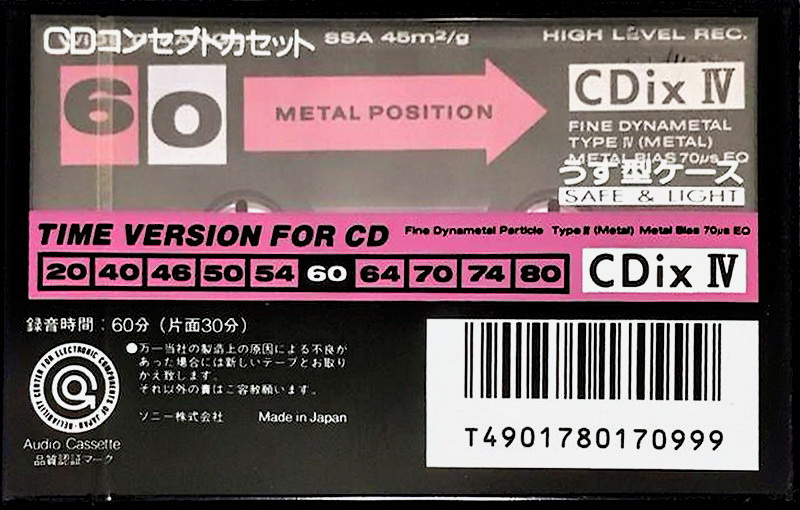 CDコンセプトカセット
SSA 45m²/g
HIGH LEVEL REC.
60
METAL POSITION
CDix IV
FINE DYNAMETAL
TYPE IV (METAL)
METAL BIAS 70μs EQ
うす型ケース
SAFE & LIGHT
TIME VERSION FOR CD
Fine Dynametal Particle Type IV (Metal) Metal Bias 70μs EQ
20 40 46 50 54 60 64 70 74 80
CDix IV
録音時間:60分(片面30分)
●万一当社の製造上の原因による不良が
あった場合には新しいテープとお取り
かえ致します。
それ以外の責はご容赦願います。
ソニー株式会社 Made in Japan
RELIABILITY CENTER FOR ELECTRONIC COMPONENTS OF JAPAN
Audio Cassette
品質認証マーク
T4901780170999